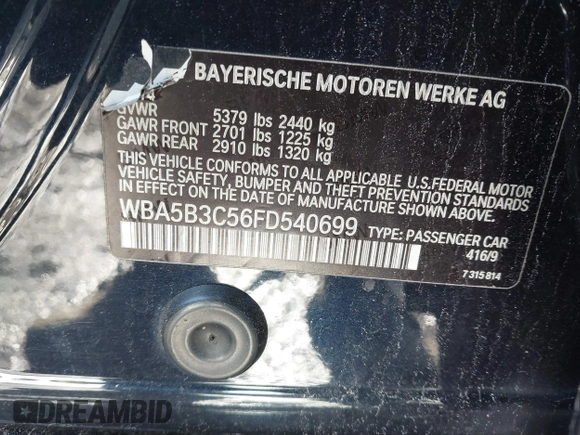 BAYERISCHE MOTOREN WERKE AG
GVWR 5379 lbs 2440 kg
GAWR FRONT 2701 lbs 1225 kg
GAWR REAR 2910 lbs 1320 kg
THIS VEHICLE CONFORMS TO ALL APPLICABLE U.S.FEDERAL MOTOR
VEHICLE SAFETY, BUMPER AND THEFT PREVENTION STANDARDS
IN EFFECT ON THE DATE OF MANUFACTURE SHOWN ABOVE.
WBA5B3C56FD540699 TYPE: PASSENGER CAR
416/9
7 315 814
DREAMBID